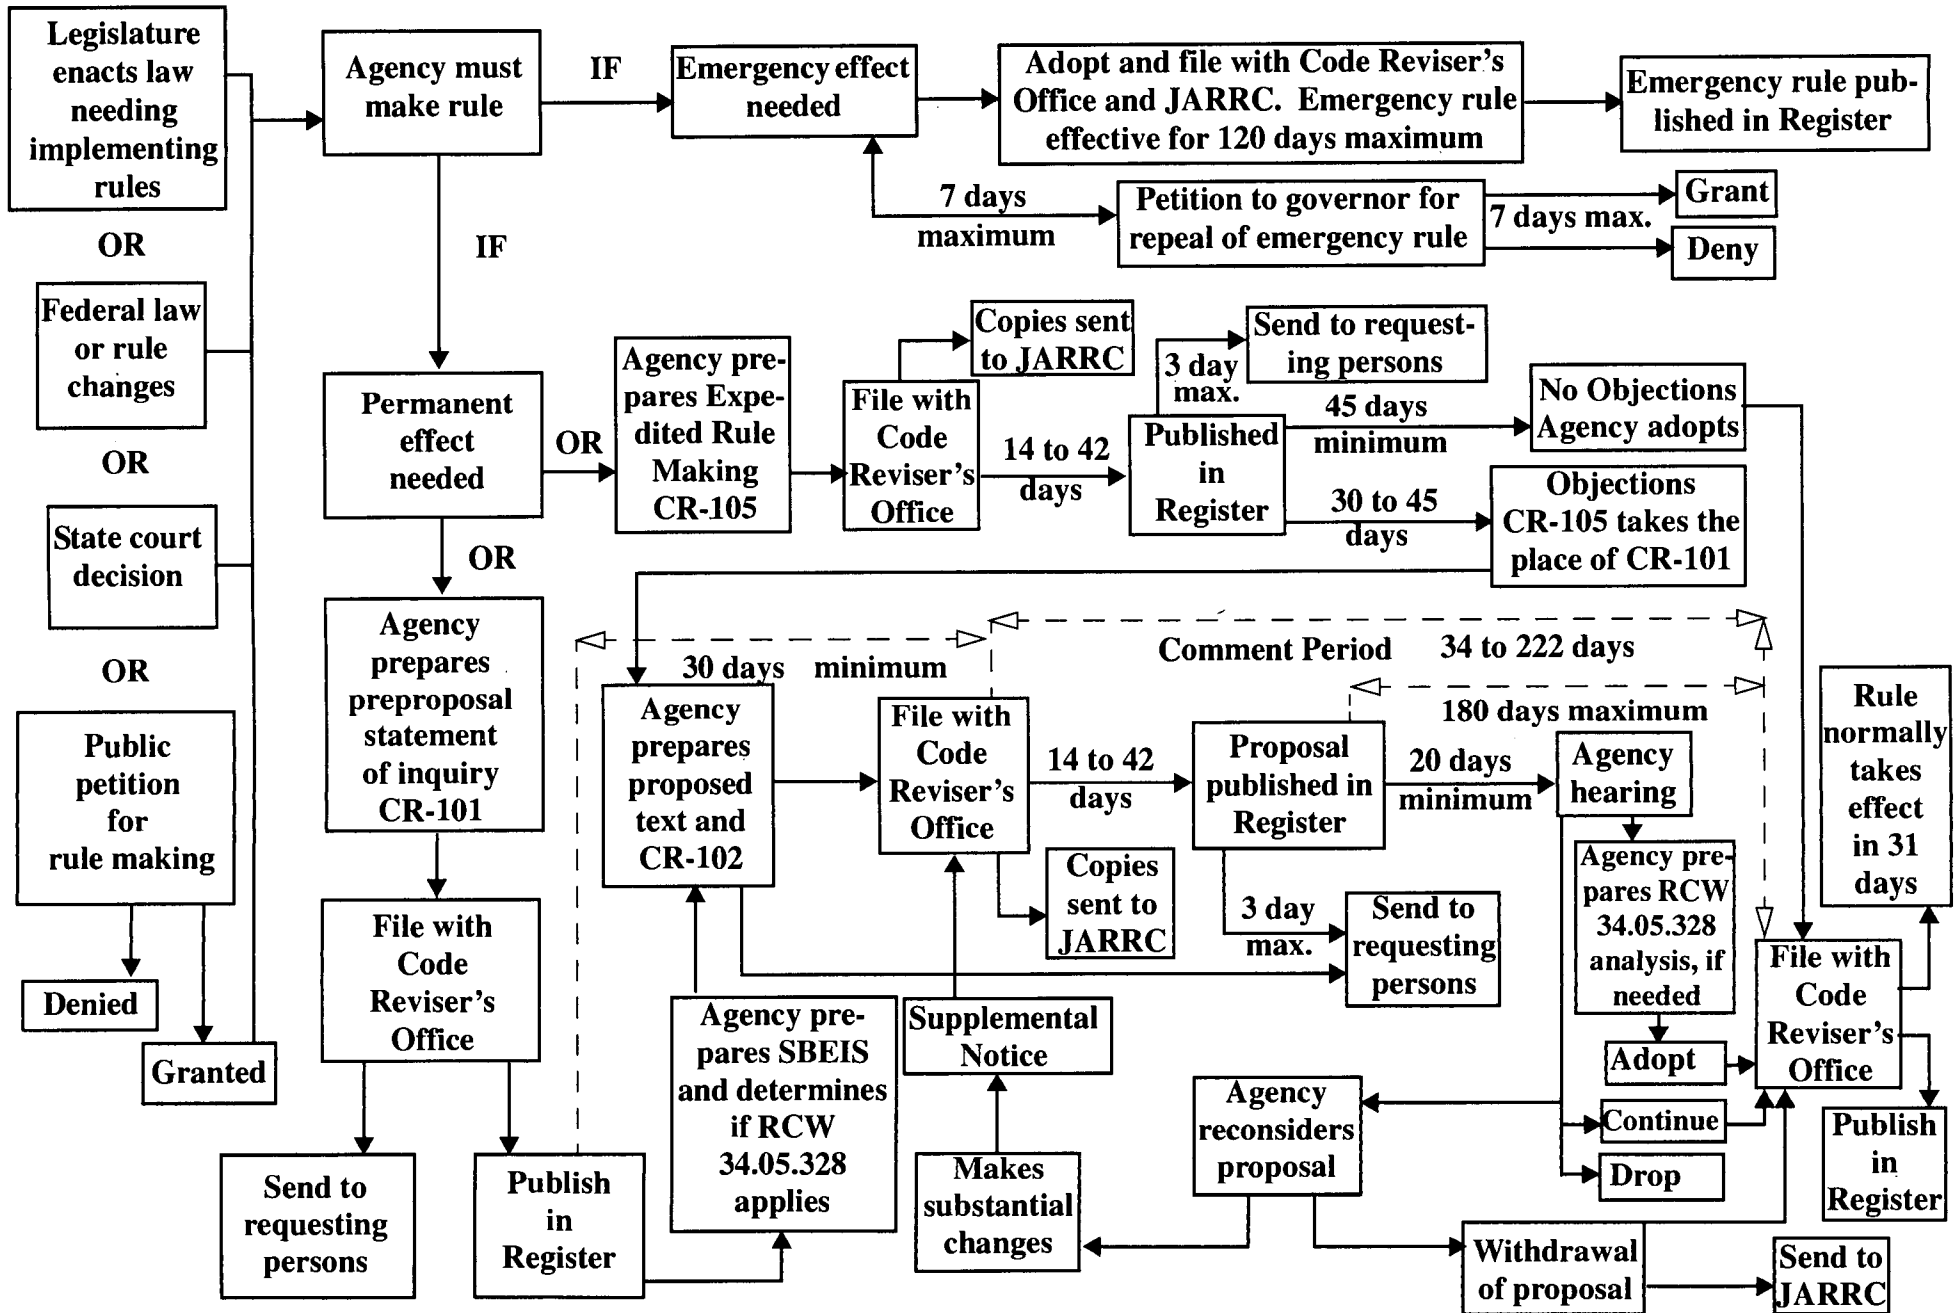 Legislature
enacts law
needing
implementing
rules
OR
Federal law
or rule
changes
OR
State court
decision
OR
Public
petition
for
rule making
Denied
Granted
Agency must
make rule
IF
Emergency effect
needed
Adopt and file with Code Reviser's
Office and JARRC. Emergency rule
effective for 120 days maximum
Emergency rule pub-
lished in Register
7 days
maximum
Petition to governor for
repeal of emergency rule
7 days max.
Grant
Deny
IF
Permanent
effect
needed
OR
Agency pre-
pares Expe-
dited Rule
Making
CR-105
File with
Code
Reviser's
Office
Copies sent
to JARRC
14 to 42
days
Published
in
Register
3 day
max.
Send to request-
ing persons
45 days
minimum
No Objections
Agency adopts
30 to 45
days
Objections
CR-105 takes the
place of CR-101
OR
Agency
prepares
preproposal
statement
of inquiry
CR-101
File with
Code
Reviser's
Office
Send to
requesting
persons
Publish
in
Register
30 days minimum
Agency
prepares
proposed
text and
CR-102
Agency pre-
pares SBEIS
and determines
if RCW
34.05.328
applies
File with
Code
Reviser's
Office
Copies
sent to
JARRC
Supplemental
Notice
Makes
substantial
changes
14 to 42
days
Comment Period 34 to 222 days
180 days maximum
Proposal
published in
Register
3 day
max.
Send to
requesting
persons
20 days
minimum
Agency
hearing
Agency pre-
pares RCW
34.05.328
analysis, if
needed
Adopt
Continue
Drop
Agency
reconsiders
proposal
Withdrawal
of proposal
Send to
JARRC
File with
Code
Reviser's
Office
Rule
normally
takes
effect
in 31
days
Publish
in
Register